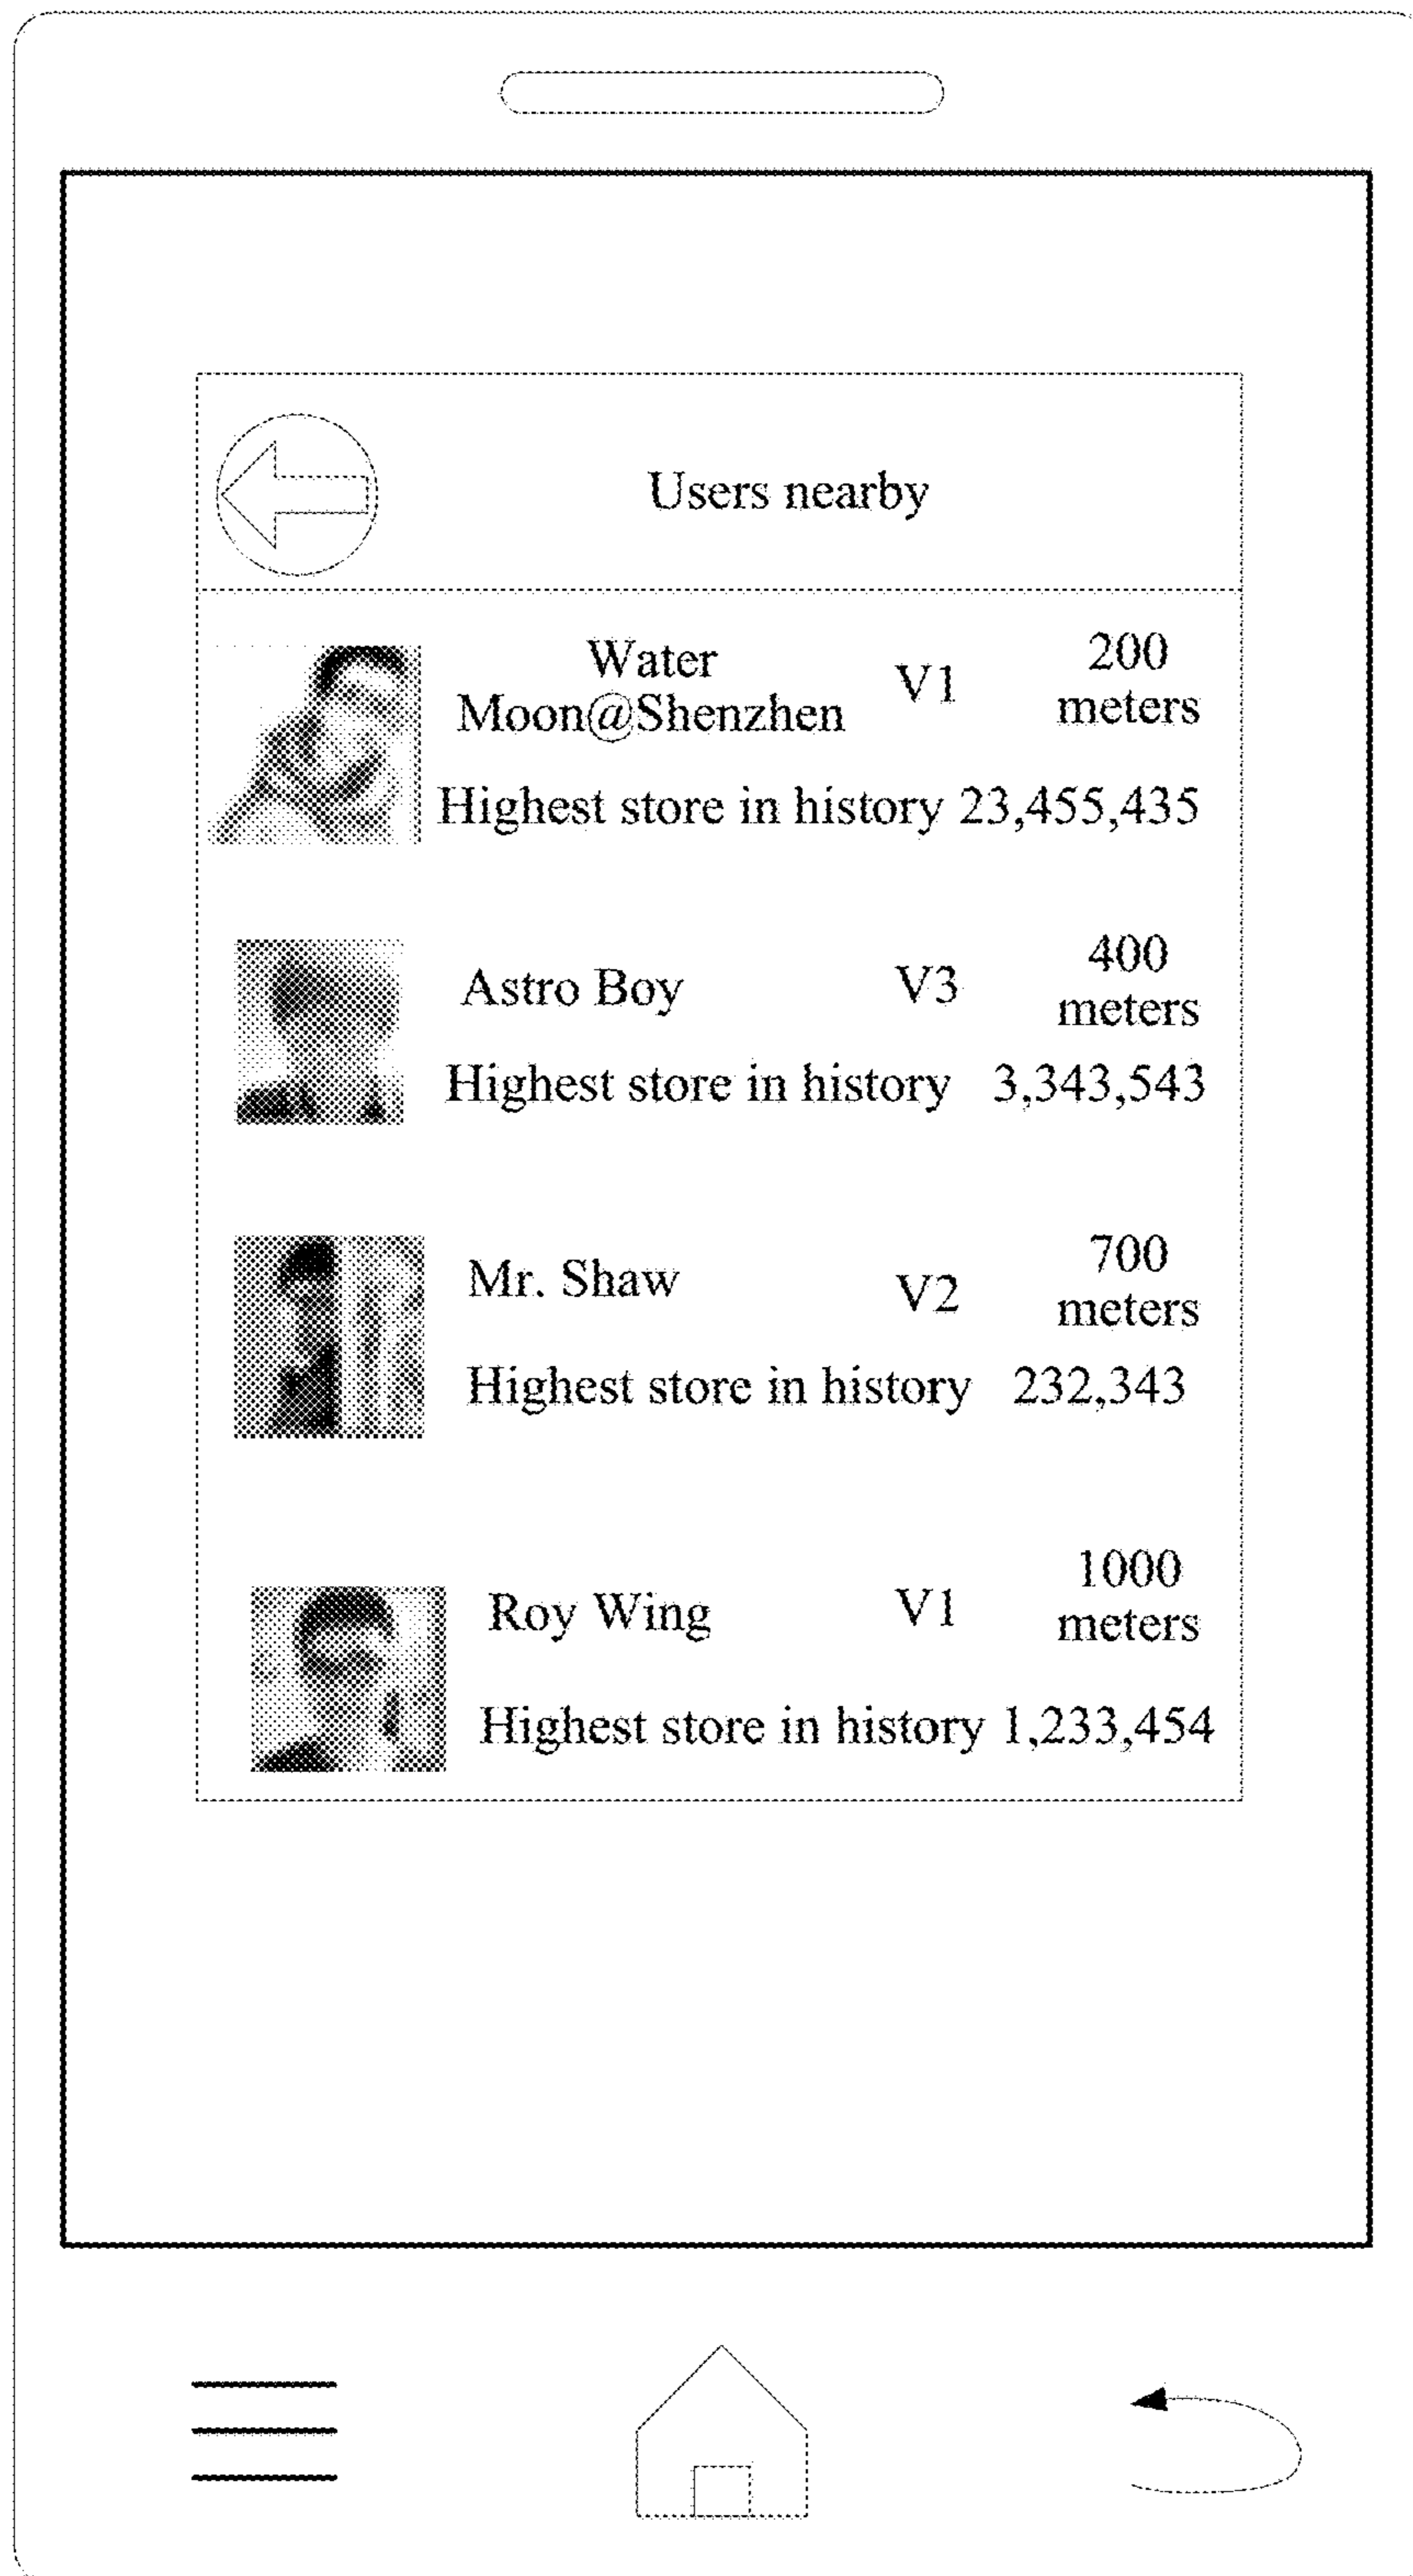 Users nearby
Water
Moon@Shenzhen
V1
200
meters
Highest store in history 23,455,435
Astro Boy
V3
400
meters
Highest store in history 3,343,543
Mr. Shaw
V2
700
meters
Highest store in history 232,343
Roy Wing
V1
1000
meters
Highest store in history 1,233,454